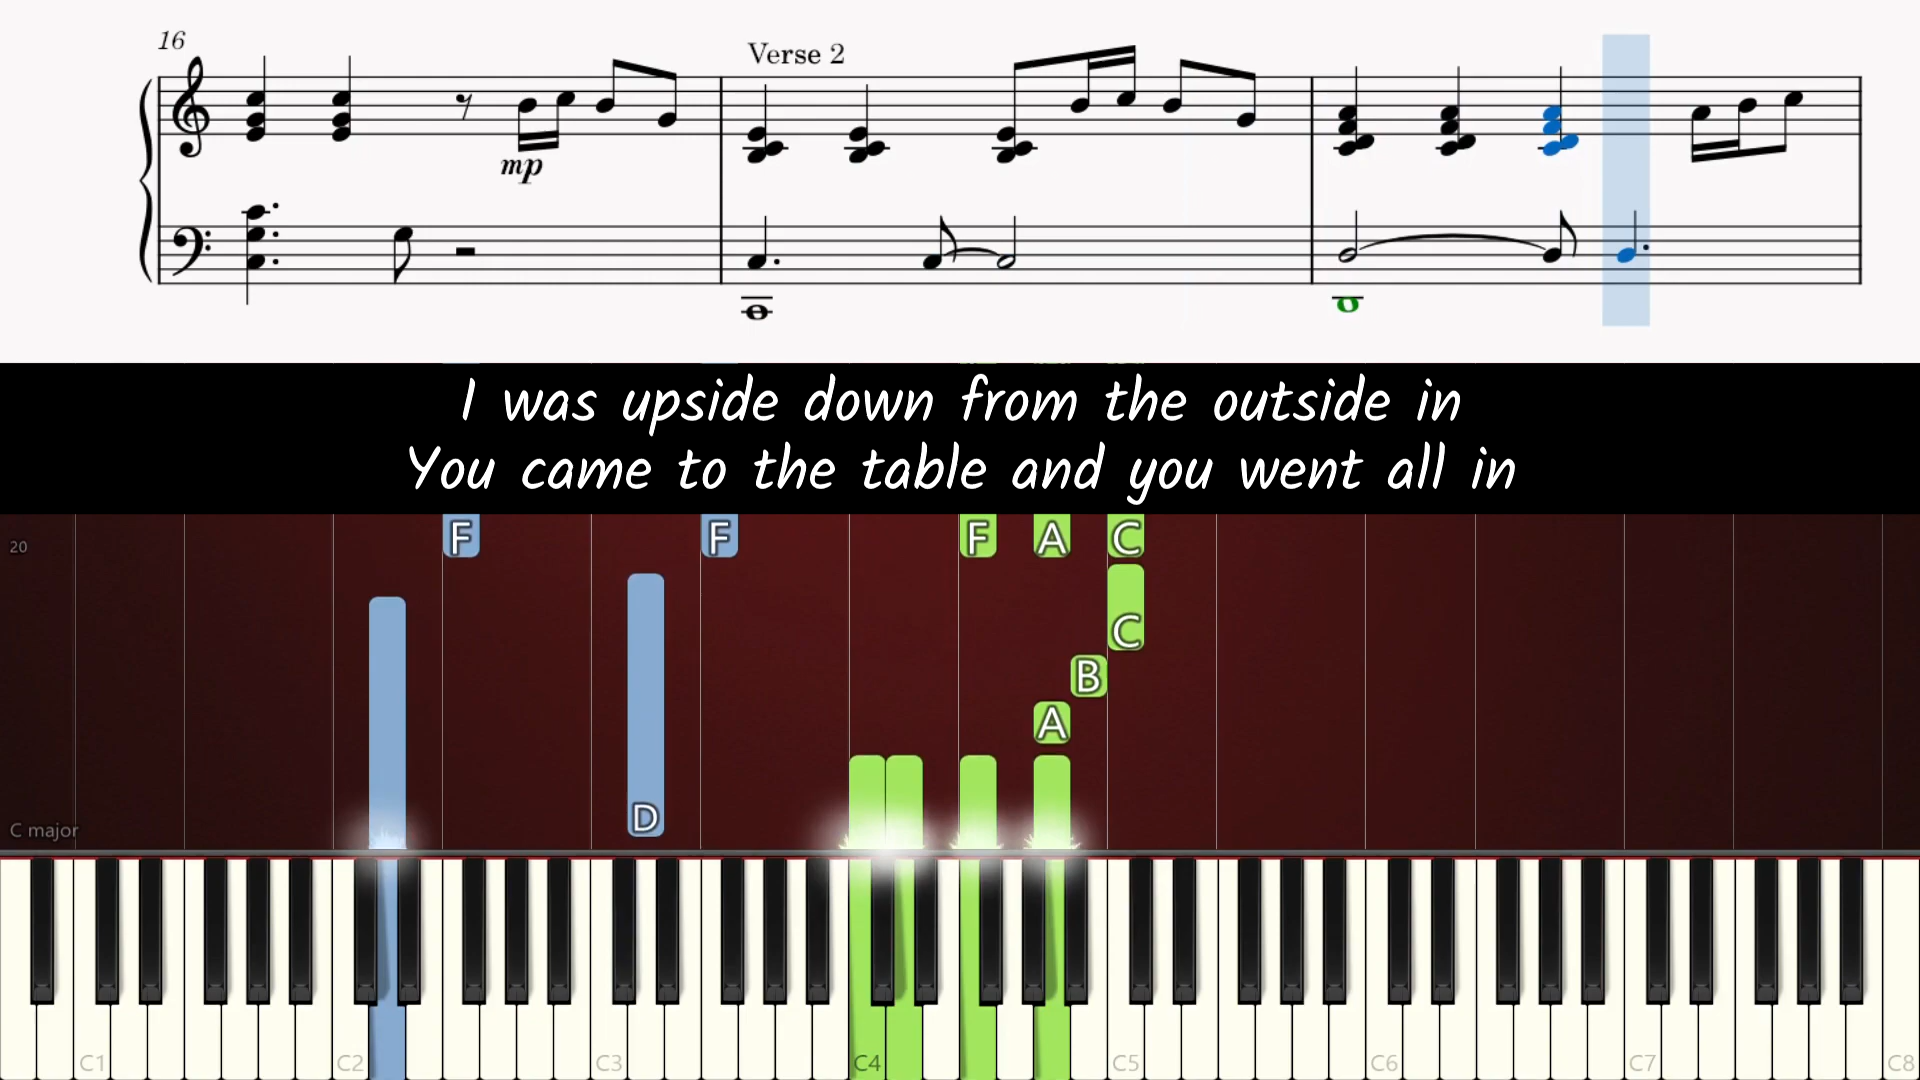 16
Verse 2
mp
I was upside down from the outside in
You came to the table and you went all in
F F F A C
20
C
B
A
D
C major
C1 C2 C3 C4 C5 C6 C7 C8